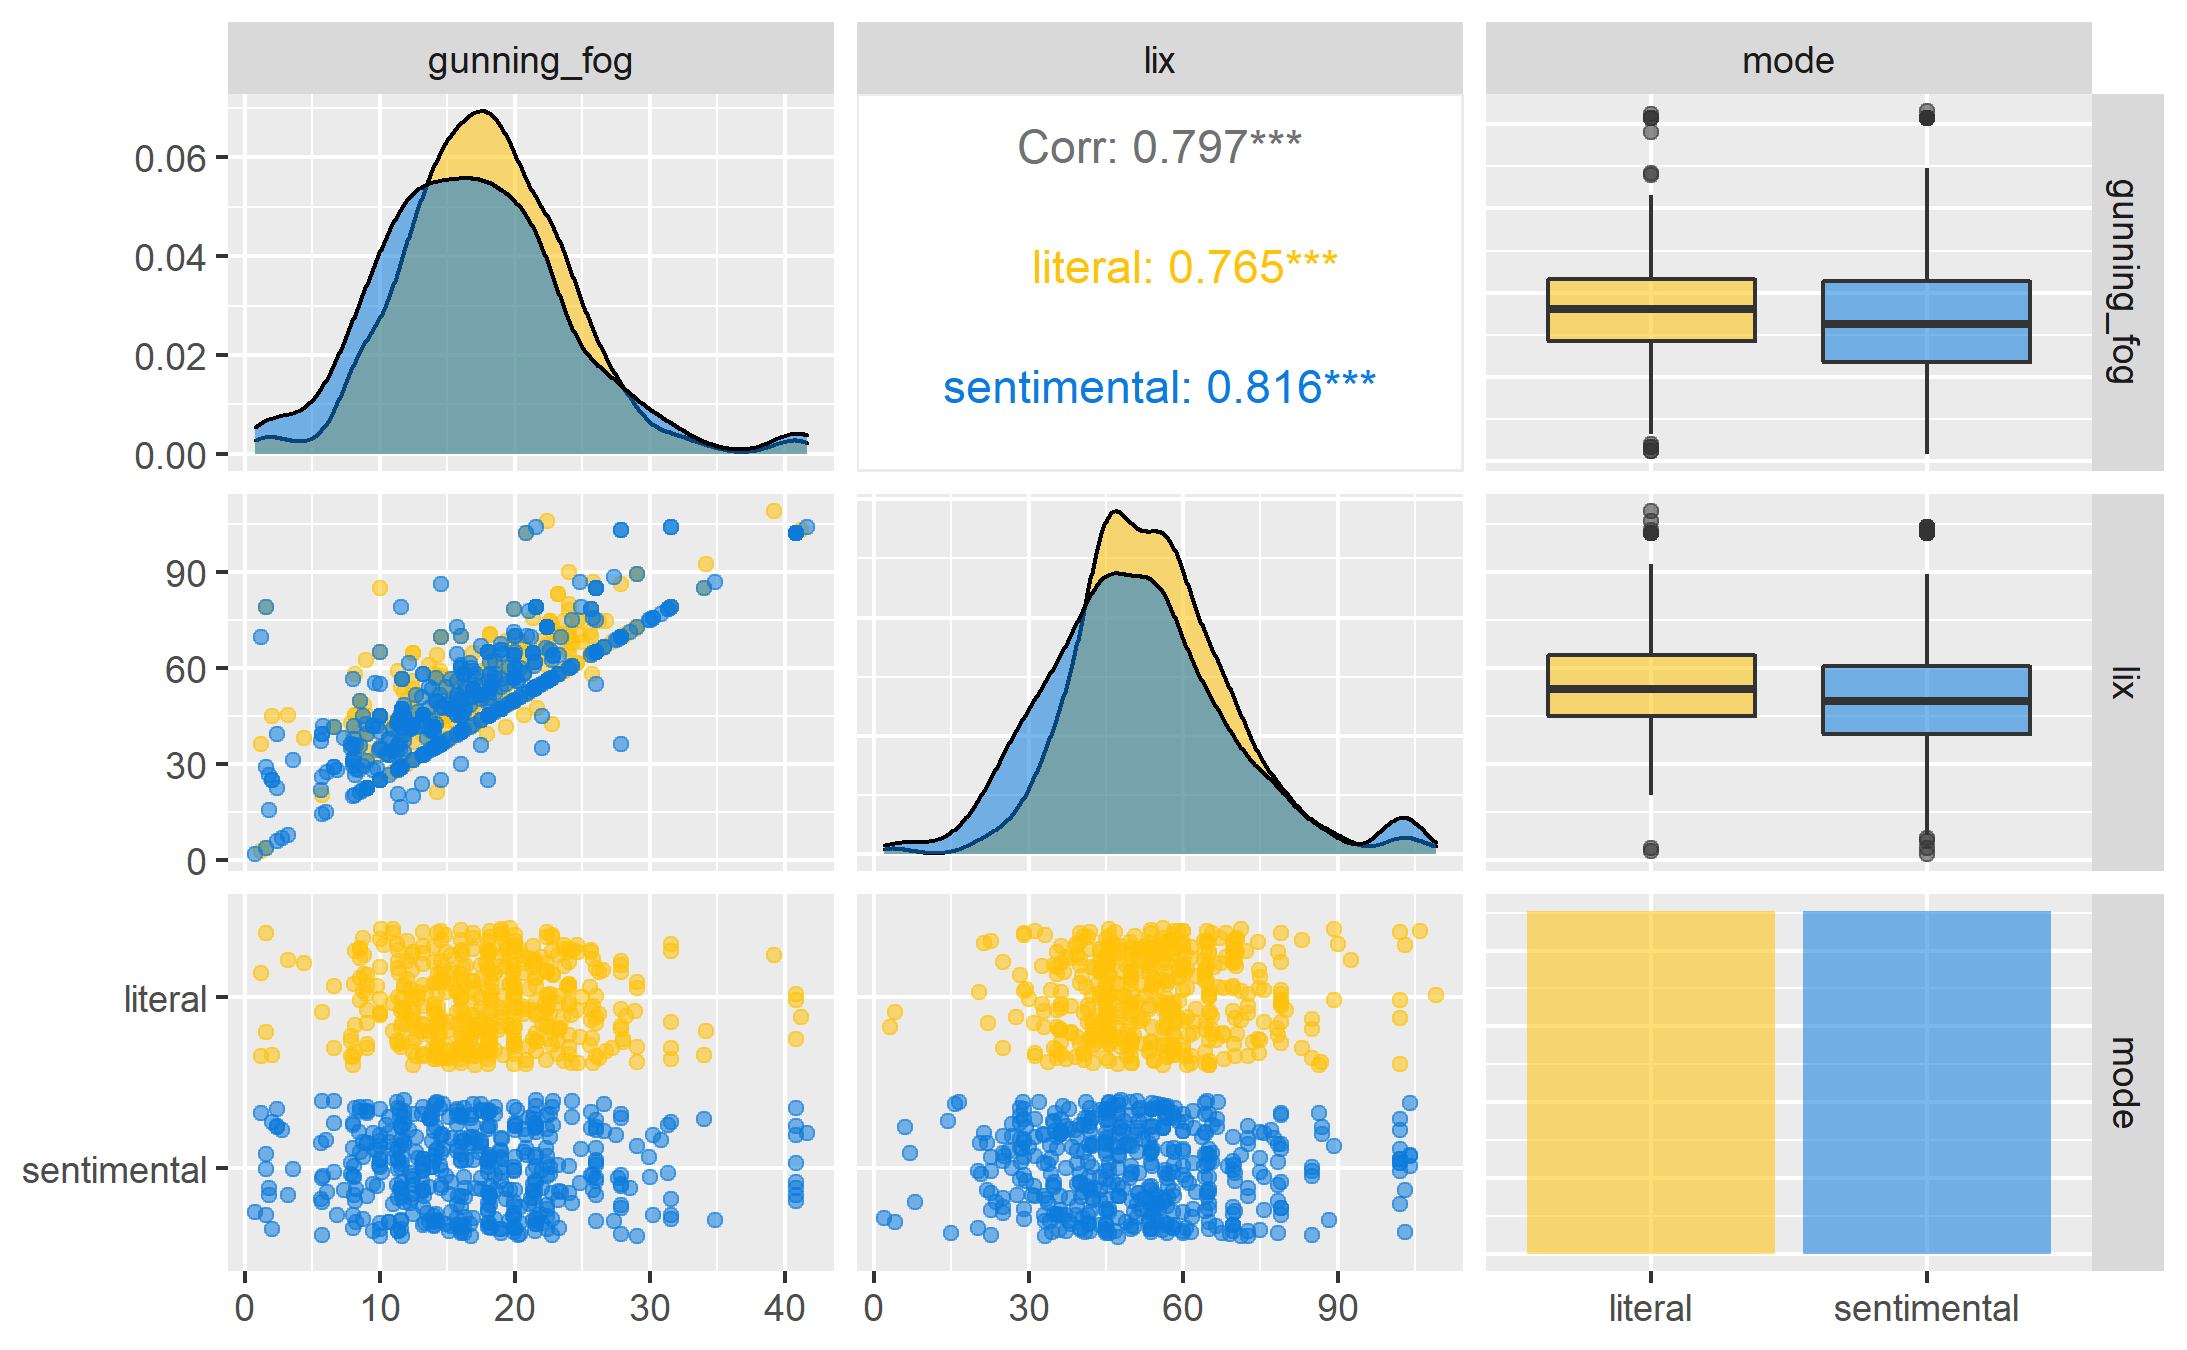 gunning_fog
lix
mode
0.06
0.04
0.02
0.00
Corr: 0.797***
literal: 0.765***
sentimental: 0.816***
gunning_fog
90
60
30
0
lix
literal
sentimental
mode
0 10 20 30 40
0 30 60 90
literal sentimental